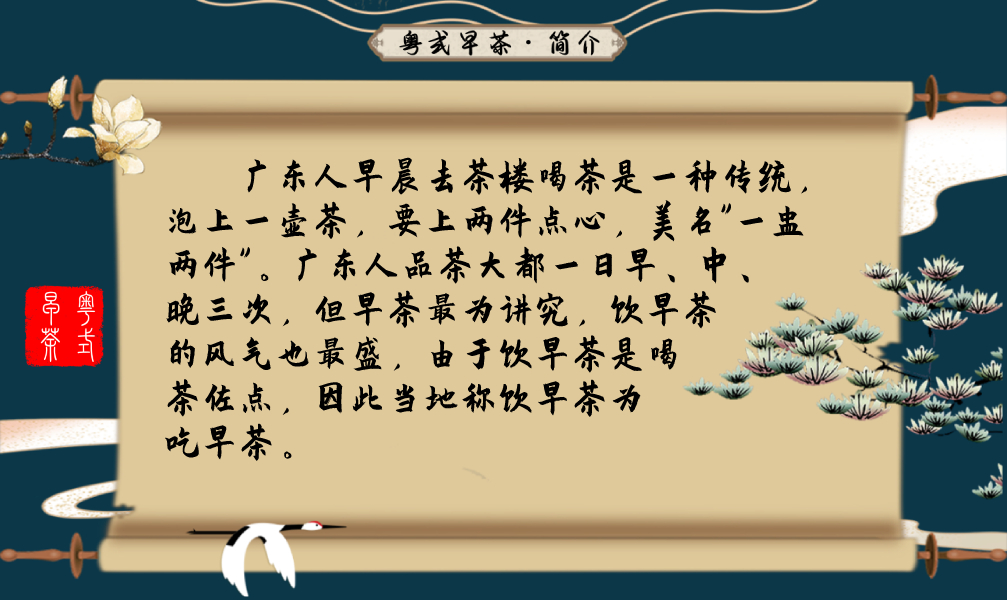 粤式早茶·简介
广东人早晨去茶楼喝茶是一种传统，
泡上一壶茶，要上两件点心，美名"一盅
两件"。广东人品茶大都一日早、中、
晚三次，但早茶最为讲究，饮早茶
的风气也最盛，由于饮早茶是喝
茶佐点，因此当地称饮早茶为
吃早茶。
粤式
早茶